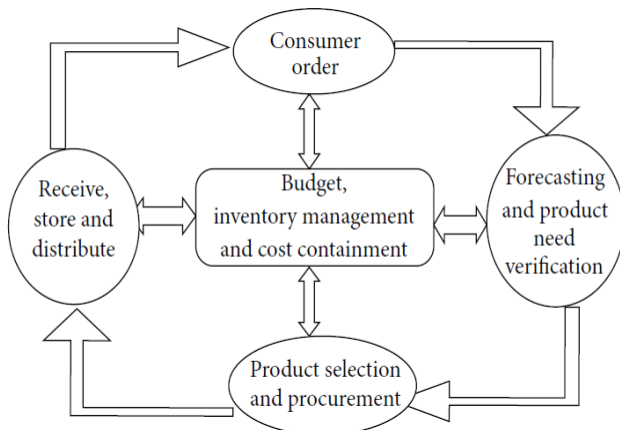 Consumer
order
Receive,
store and
distribute
Budget,
inventory management
and cost containment
Forecasting
and product
need
verification
Product selection
and procurement